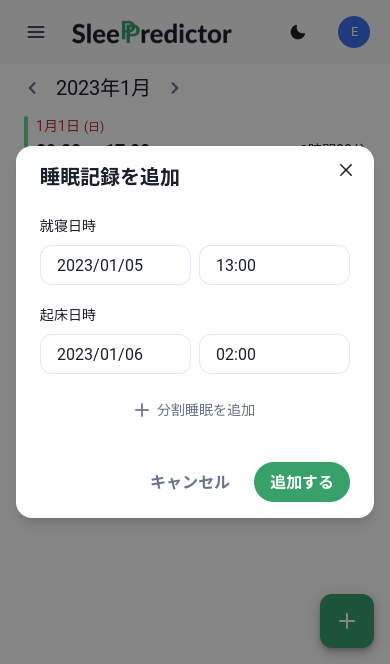 SleePPredictor
E
2023年1月
1月1日 (日)
睡眠記録を追加
就寝日時
2023/01/05
13:00
起床日時
2023/01/06
02:00
分割睡眠を追加
キャンセル
追加する